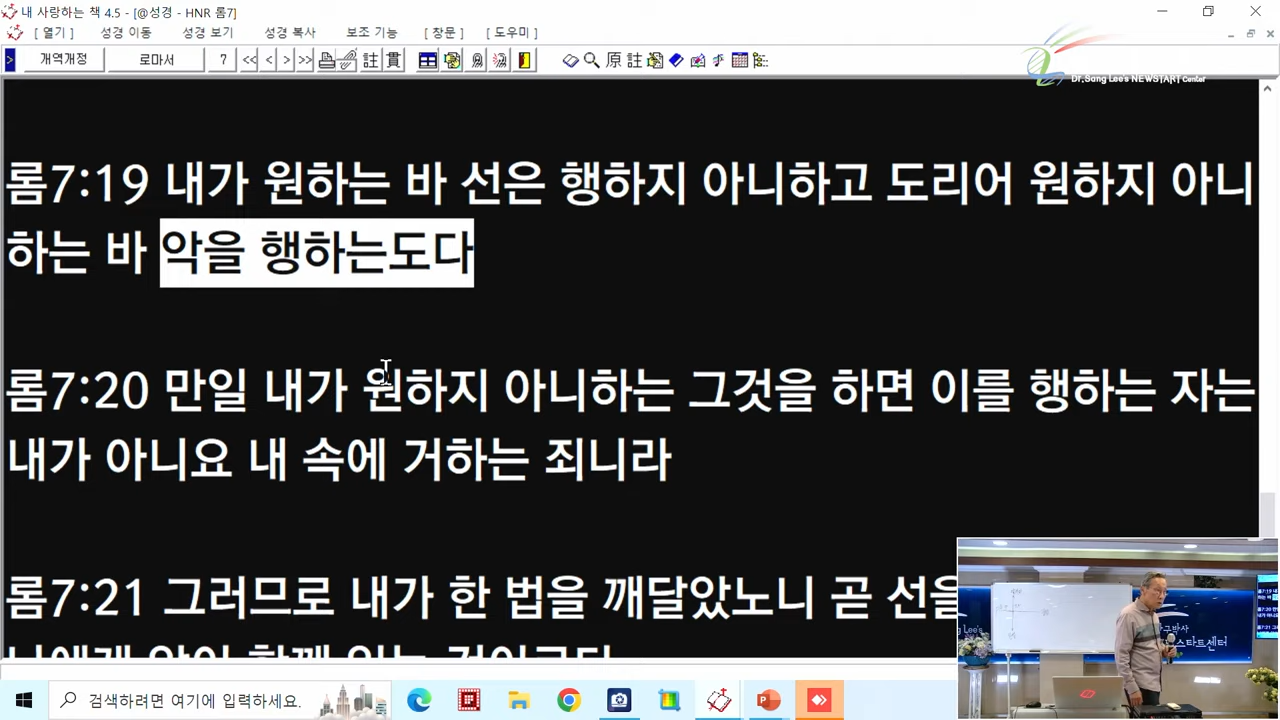 내 사랑하는 책 4.5 - [@성경 - HNR 롬7]
[ 열기 ] 성경 이동 성경 보기 성경 복사 보조 기능 [ 창문 ] [ 도우미 ]
개역개정 로마서 7 << < > >> 註 貫 原 註
Dr.Sang Lee's NEWSTART Center
롬7:19 내가 원하는 바 선은 행하지 아니하고 도리어 원하지 아니
하는 바 악을 행하는도다
롬7:20 만일 내가 원하지 아니하는 그것을 하면 이를 행하는 자는
내가 아니요 내 속에 거하는 죄니라
롬7:21 그러므로 내가 한 법을 깨달았노니 곧 선을
검색하려면 여기에 입력하세요.